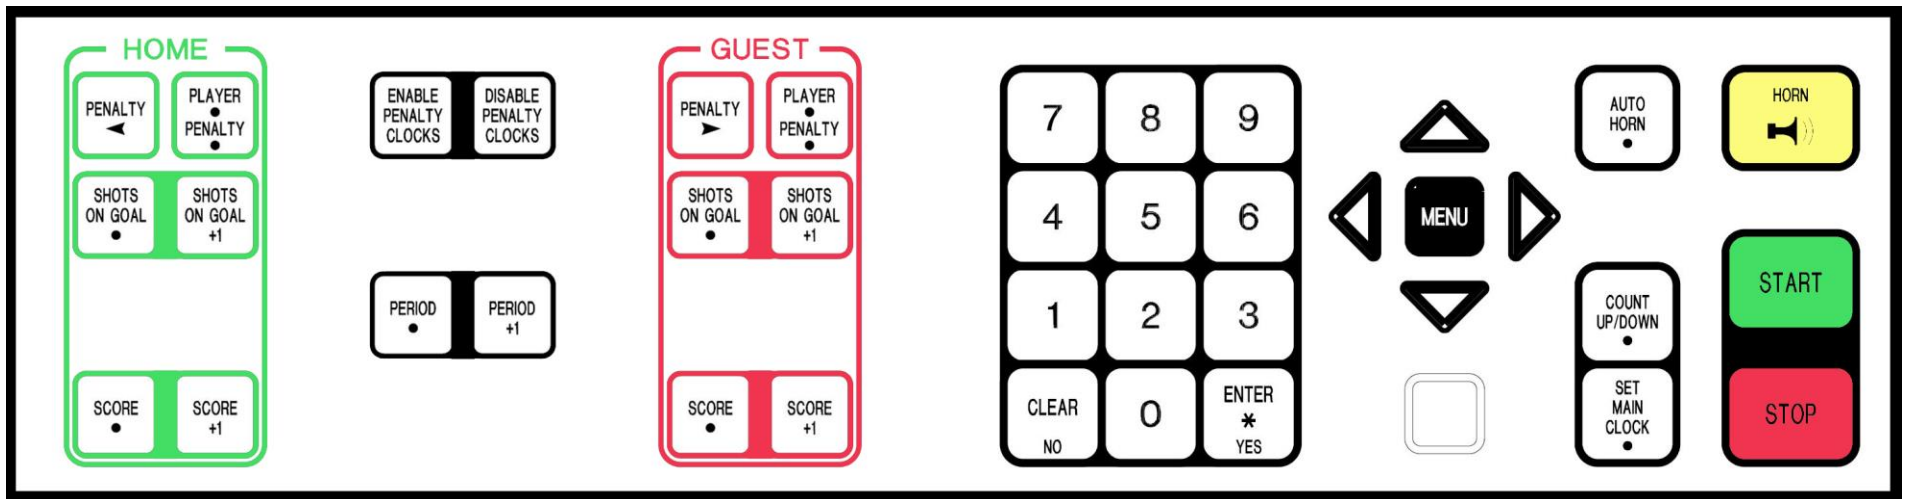 HOME
PENALTY
PLAYER
PENALTY
SHOTS
ON GOAL
SHOTS
ON GOAL
+1
SCORE
SCORE
+1
ENABLE
PENALTY
CLOCKS
DISABLE
PENALTY
CLOCKS
PERIOD
PERIOD
+1
GUEST
PENALTY
PLAYER
PENALTY
SHOTS
ON GOAL
SHOTS
ON GOAL
+1
SCORE
SCORE
+1
7
8
9
4
5
6
1
2
3
CLEAR
NO
0
ENTER
*
YES
MENU
AUTO
HORN
HORN
COUNT
UP/DOWN
SET
MAIN
CLOCK
START
STOP